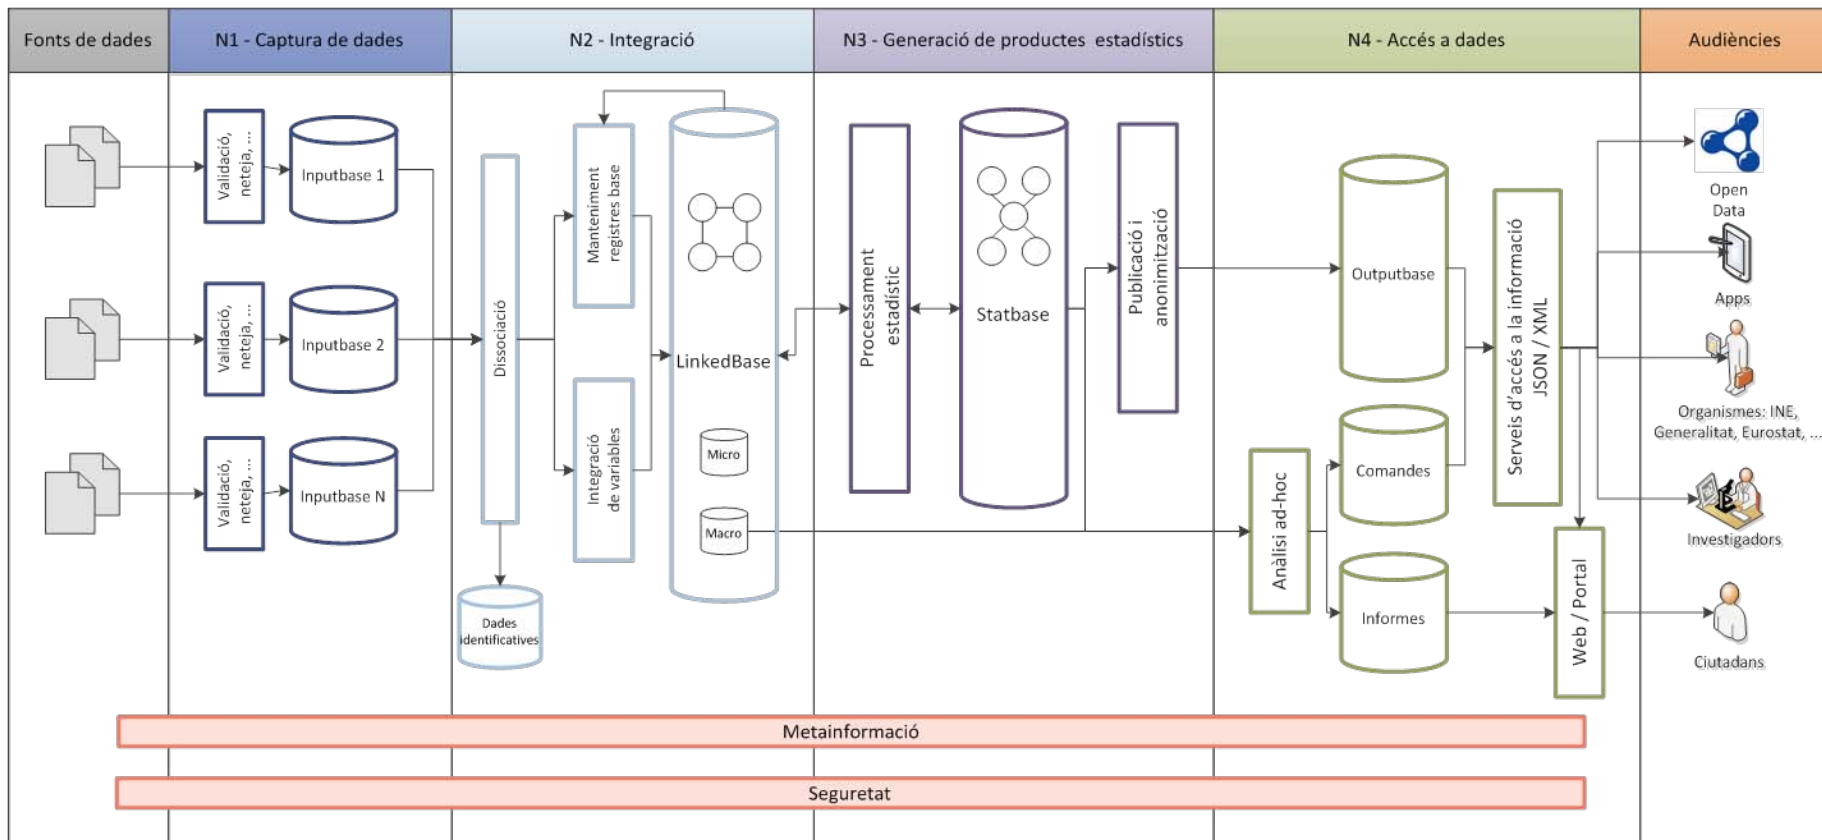 Fonts de dades
N1 - Captura de dades
N2 - Integració
N3 - Generació de productes estadístics
N4 - Accés a dades
Audiències
Validació,
neteja, ...
Inputbase 1
Validació,
neteja, ...
Inputbase 2
Validació,
neteja, ...
Inputbase N
Dissociació
Dades
identificatives
Manteniment
registres base
Integració
de variables
LinkedBase
Micro
Macro
Processament
estadístic
Statbase
Publicació i
anonimització
Outputbase
Anàlisi ad-hoc
Comandes
Informes
Serveis d'accés a la informació
JSON / XML
Web / Portal
Open
Data
Apps
Organismes: INE,
Generalitat, Eurostat, ...
Investigadors
Ciutadans
Metainformació
Seguretat